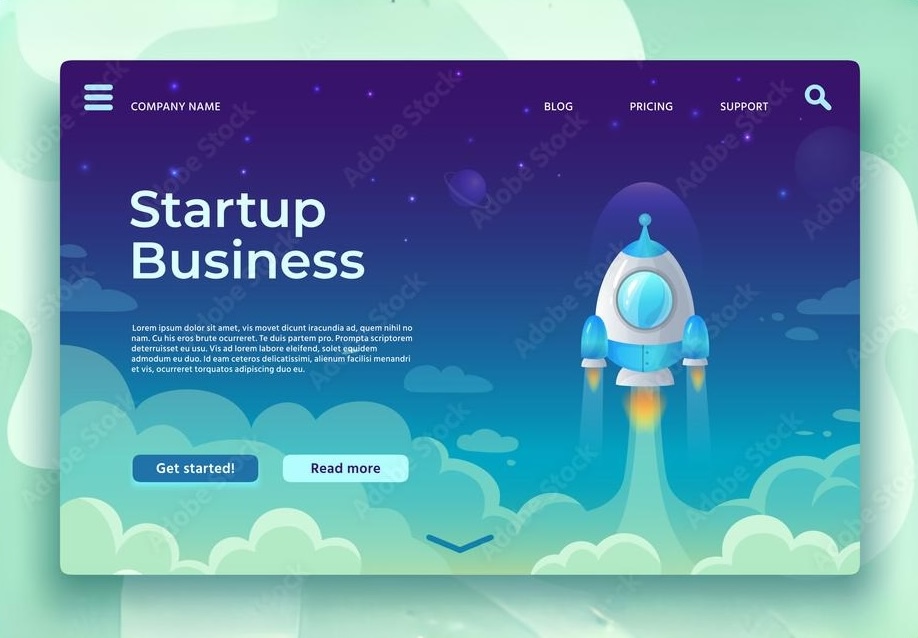 COMPANY NAME
BLOG
PRICING
SUPPORT
Startup
Business
Lorem ipsum dolor sit amet, vis movet dicunt iracundia ad, quem nihil no
nam. Cu his eros brute ocurreret. Te duis partem pro. Prompta scriptorem
deterruisset eu usu. Vis ad lorem labore eleifend, solet equidem
admodum eu duo. Id eam ceteros delicatissimi, alienum facilisi menandri
et vis, ocurreret torquatos adipiscing duo eu.
Get started!
Read more
Adobe Stock